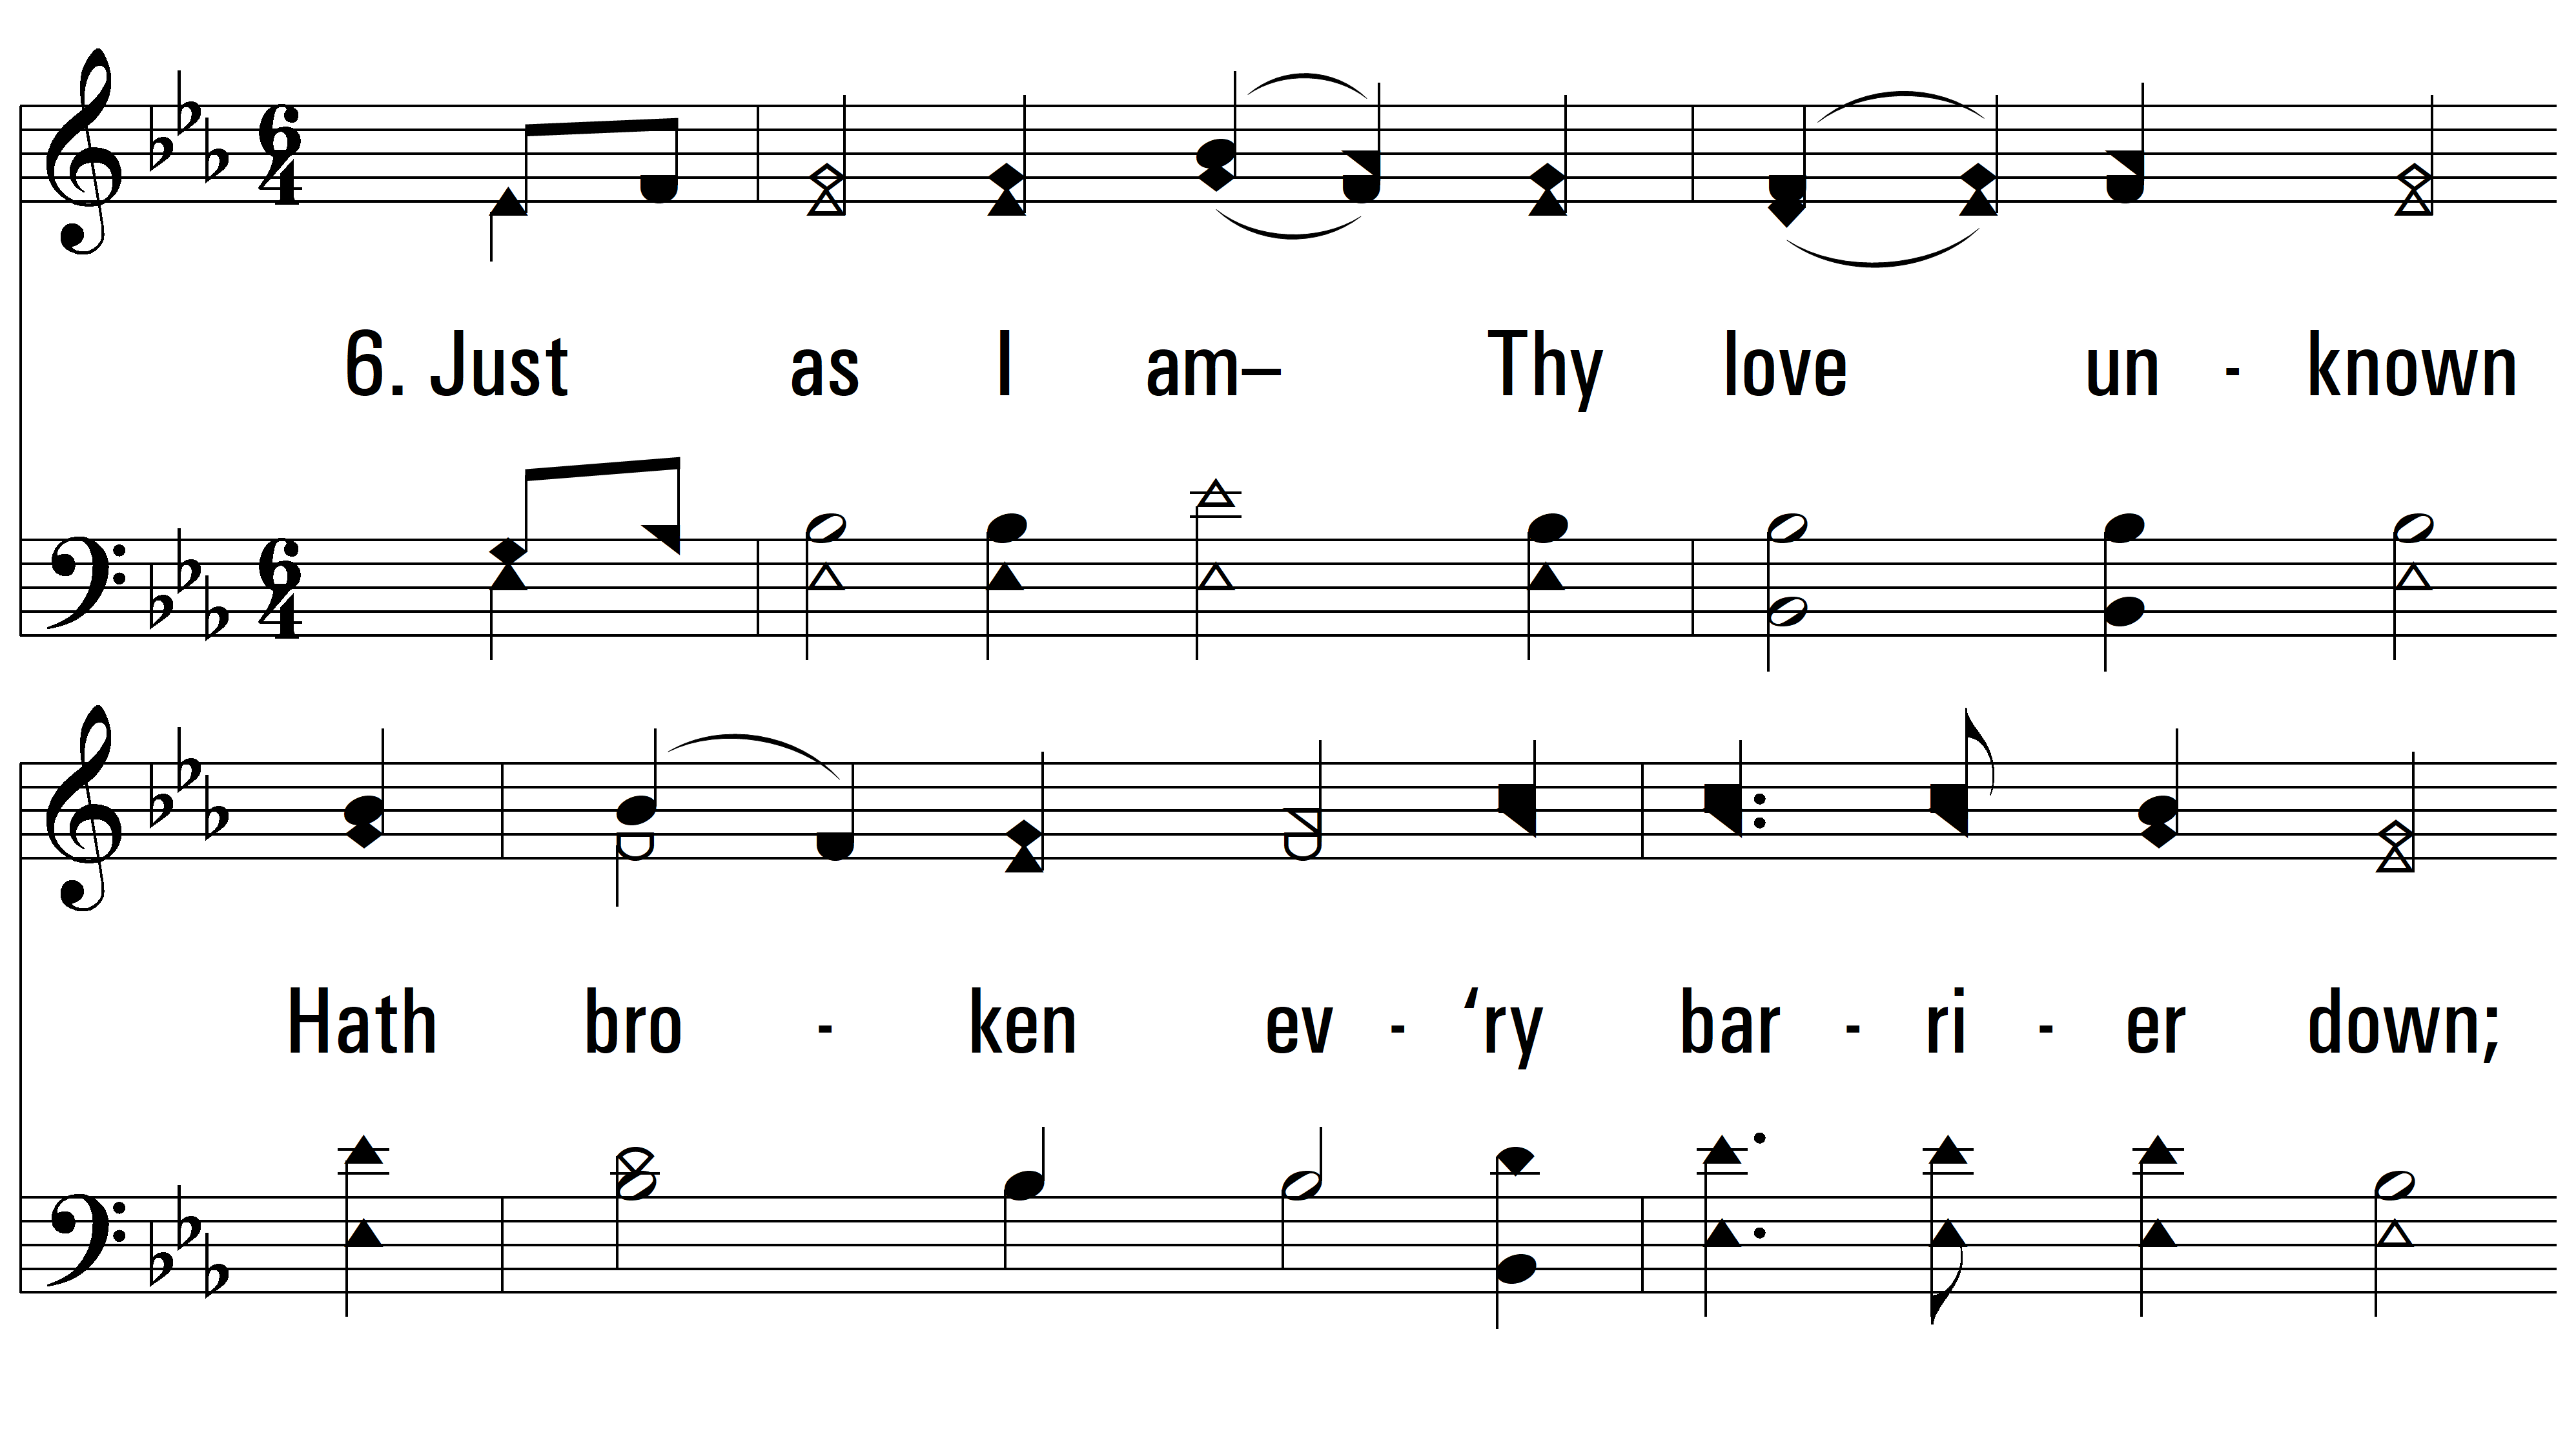 6. Just as I am– Thy love un - known
Hath bro - ken ev - ‘ry bar - ri - er down;